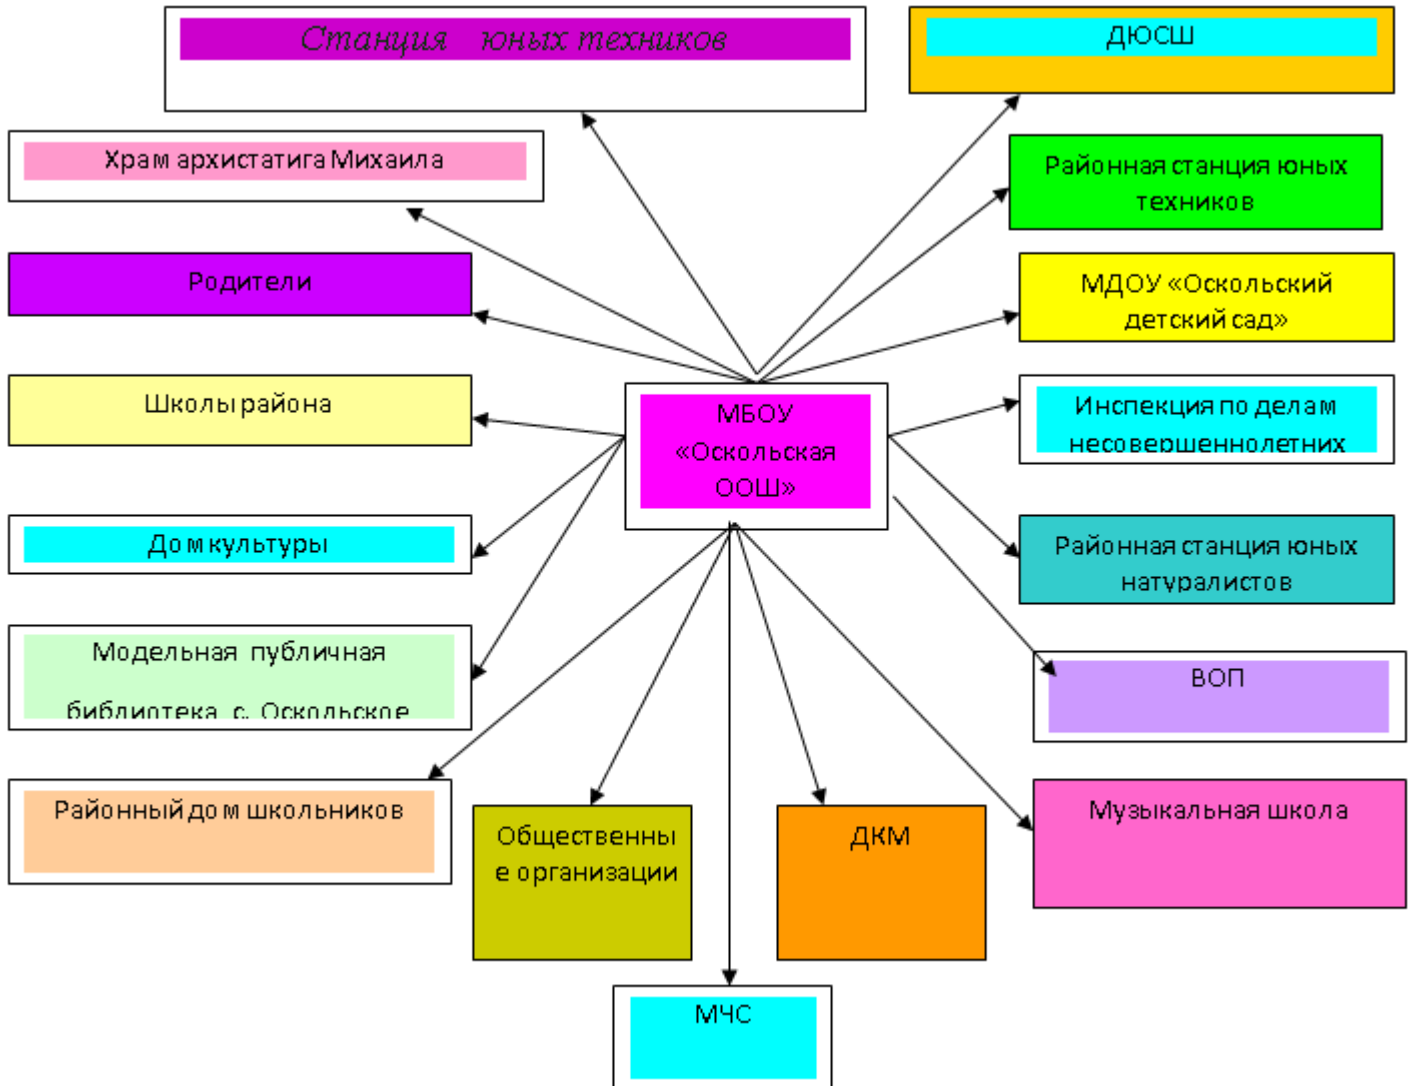 Станция юных техников
ДЮСШ
Храм архистатига Михаила
Районная станция юных
техников
Родители
МДОУ «Оскольский
детский сад»
Школы района
МБОУ
«Оскольская
ООШ»
Инспекция по делам
несовершеннолетних
Дом культуры
Районная станция юных
натуралистов
Модельная публичная
библиотека с. Оскольское
ВОП
Районный дом школьников
Общественны
е организации
ДКМ
Музыкальная школа
МЧС